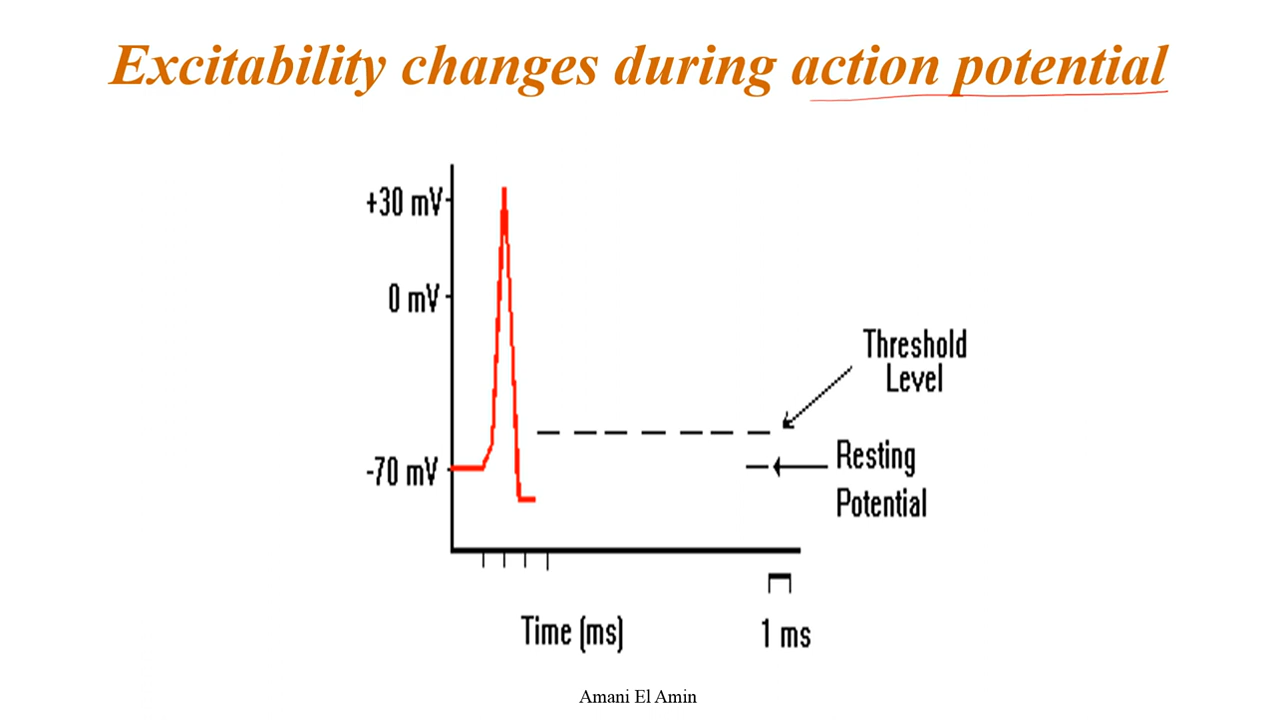 Excitability changes during action potential
+30 mV
0 mV
Threshold
Level
-70 mV
Resting
Potential
Time (ms)
1 ms
Amani El Amin